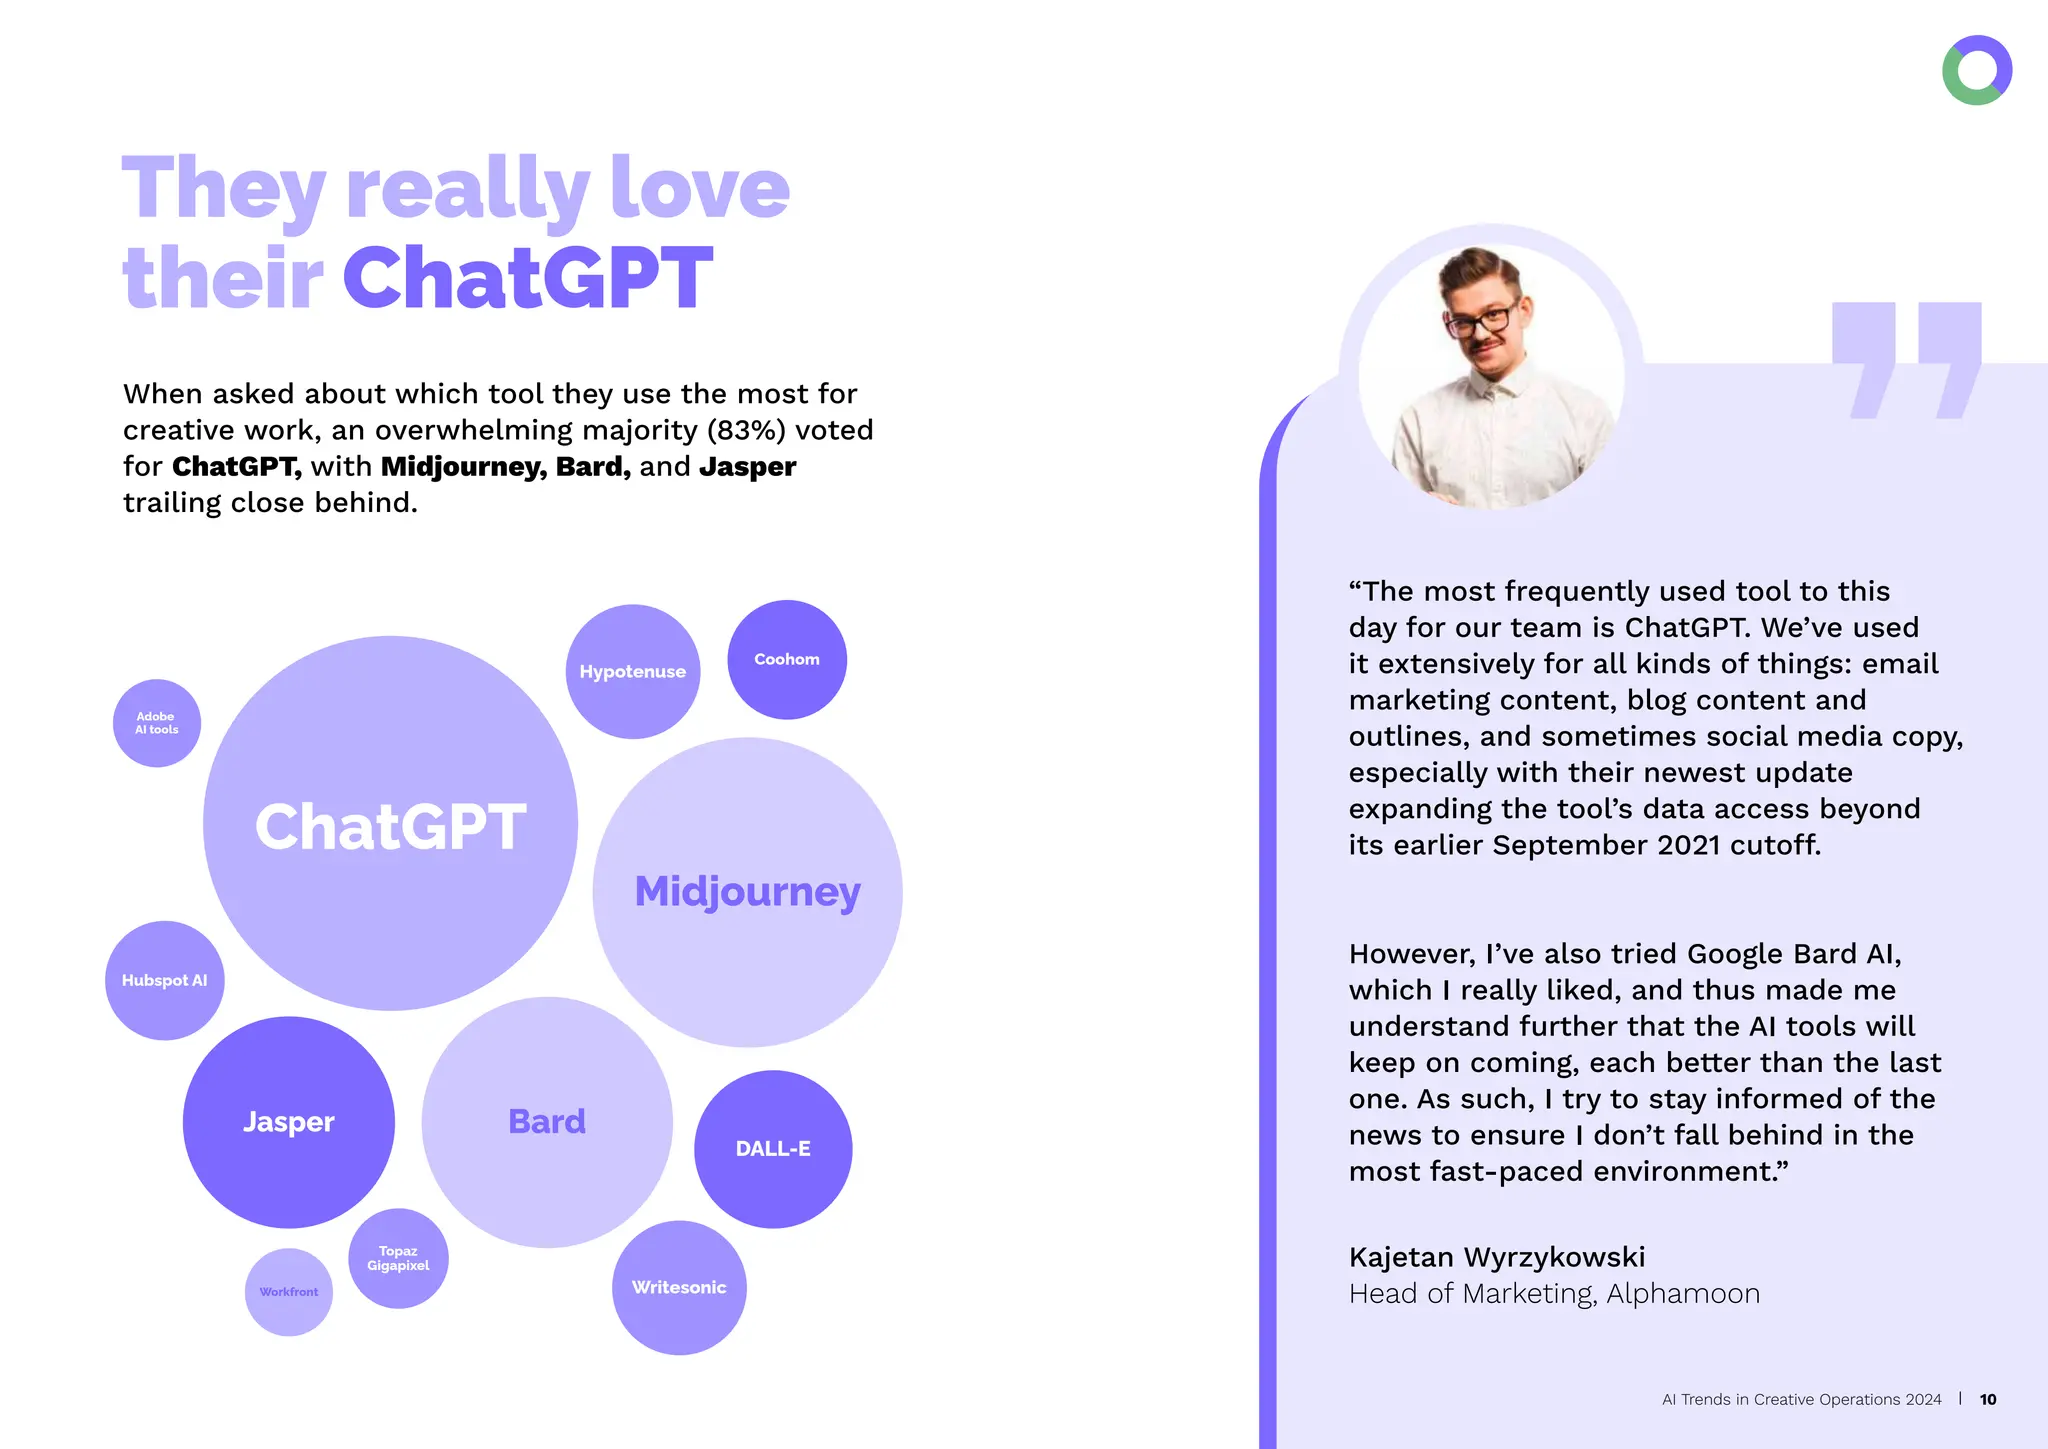 They really love
their ChatGPT
When asked about which tool they use the most for
creative work, an overwhelming majority (83%) voted
for ChatGPT, with Midjourney, Bard, and Jasper
trailing close behind.
Adobe
AI tools
ChatGPT
Hypotenuse
Coohom
Midjourney
Hubspot AI
Jasper
Bard
DALL-E
Workfront
Topaz
Gigapixel
Writesonic
”
“The most frequently used tool to this
day for our team is ChatGPT. We’ve used
it extensively for all kinds of things: email
marketing content, blog content and
outlines, and sometimes social media copy,
especially with their newest update
expanding the tool’s data access beyond
its earlier September 2021 cutoff.
However, I’ve also tried Google Bard AI,
which I really liked, and thus made me
understand further that the AI tools will
keep on coming, each better than the last
one. As such, I try to stay informed of the
news to ensure I don’t fall behind in the
most fast-paced environment.”
Kajetan Wyrzykowski
Head of Marketing, Alphamoon
AI Trends in Creative Operations 2024 | 10